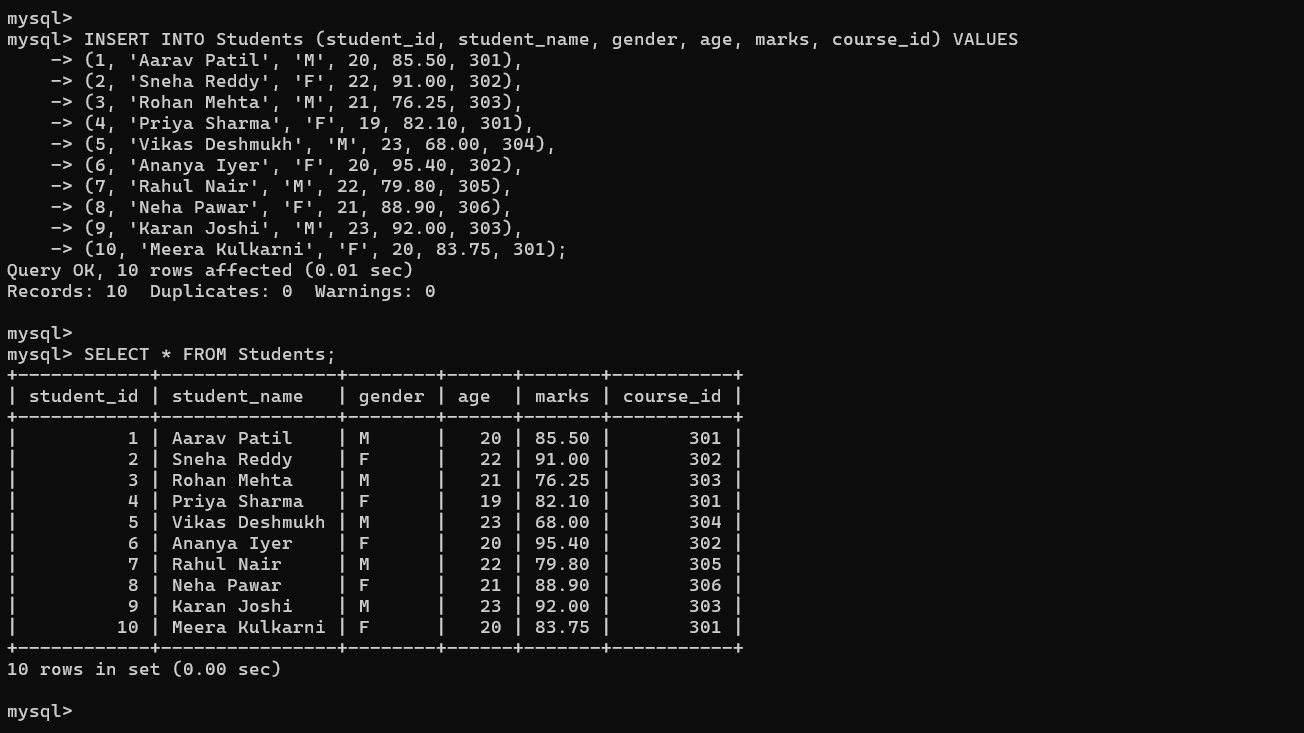 mysql>
mysql> INSERT INTO Students (student_id, student_name, gender, age, marks, course_id) VALUES
    -> (1, 'Aarav Patil', 'M', 20, 85.50, 301),
    -> (2, 'Sneha Reddy', 'F', 22, 91.00, 302),
    -> (3, 'Rohan Mehta', 'M', 21, 76.25, 303),
    -> (4, 'Priya Sharma', 'F', 19, 82.10, 301),
    -> (5, 'Vikas Deshmukh', 'M', 23, 68.00, 304),
    -> (6, 'Ananya Iyer', 'F', 20, 95.40, 302),
    -> (7, 'Rahul Nair', 'M', 22, 79.80, 305),
    -> (8, 'Neha Pawar', 'F', 21, 88.90, 306),
    -> (9, 'Karan Joshi', 'M', 23, 92.00, 303),
    -> (10, 'Meera Kulkarni', 'F', 20, 83.75, 301);
Query OK, 10 rows affected (0.01 sec)
Records: 10  Duplicates: 0  Warnings: 0

mysql>
mysql> SELECT * FROM Students;
+------------+----------------+--------+------+-------+-----------+
| student_id | student_name   | gender | age  | marks | course_id |
+------------+----------------+--------+------+-------+-----------+
|          1 | Aarav Patil    | M      |   20 | 85.50 |       301 |
|          2 | Sneha Reddy    | F      |   22 | 91.00 |       302 |
|          3 | Rohan Mehta    | M      |   21 | 76.25 |       303 |
|          4 | Priya Sharma   | F      |   19 | 82.10 |       301 |
|          5 | Vikas Deshmukh | M      |   23 | 68.00 |       304 |
|          6 | Ananya Iyer    | F      |   20 | 95.40 |       302 |
|          7 | Rahul Nair     | M      |   22 | 79.80 |       305 |
|          8 | Neha Pawar     | F      |   21 | 88.90 |       306 |
|          9 | Karan Joshi    | M      |   23 | 92.00 |       303 |
|         10 | Meera Kulkarni | F      |   20 | 83.75 |       301 |
+------------+----------------+--------+------+-------+-----------+
10 rows in set (0.00 sec)

mysql>